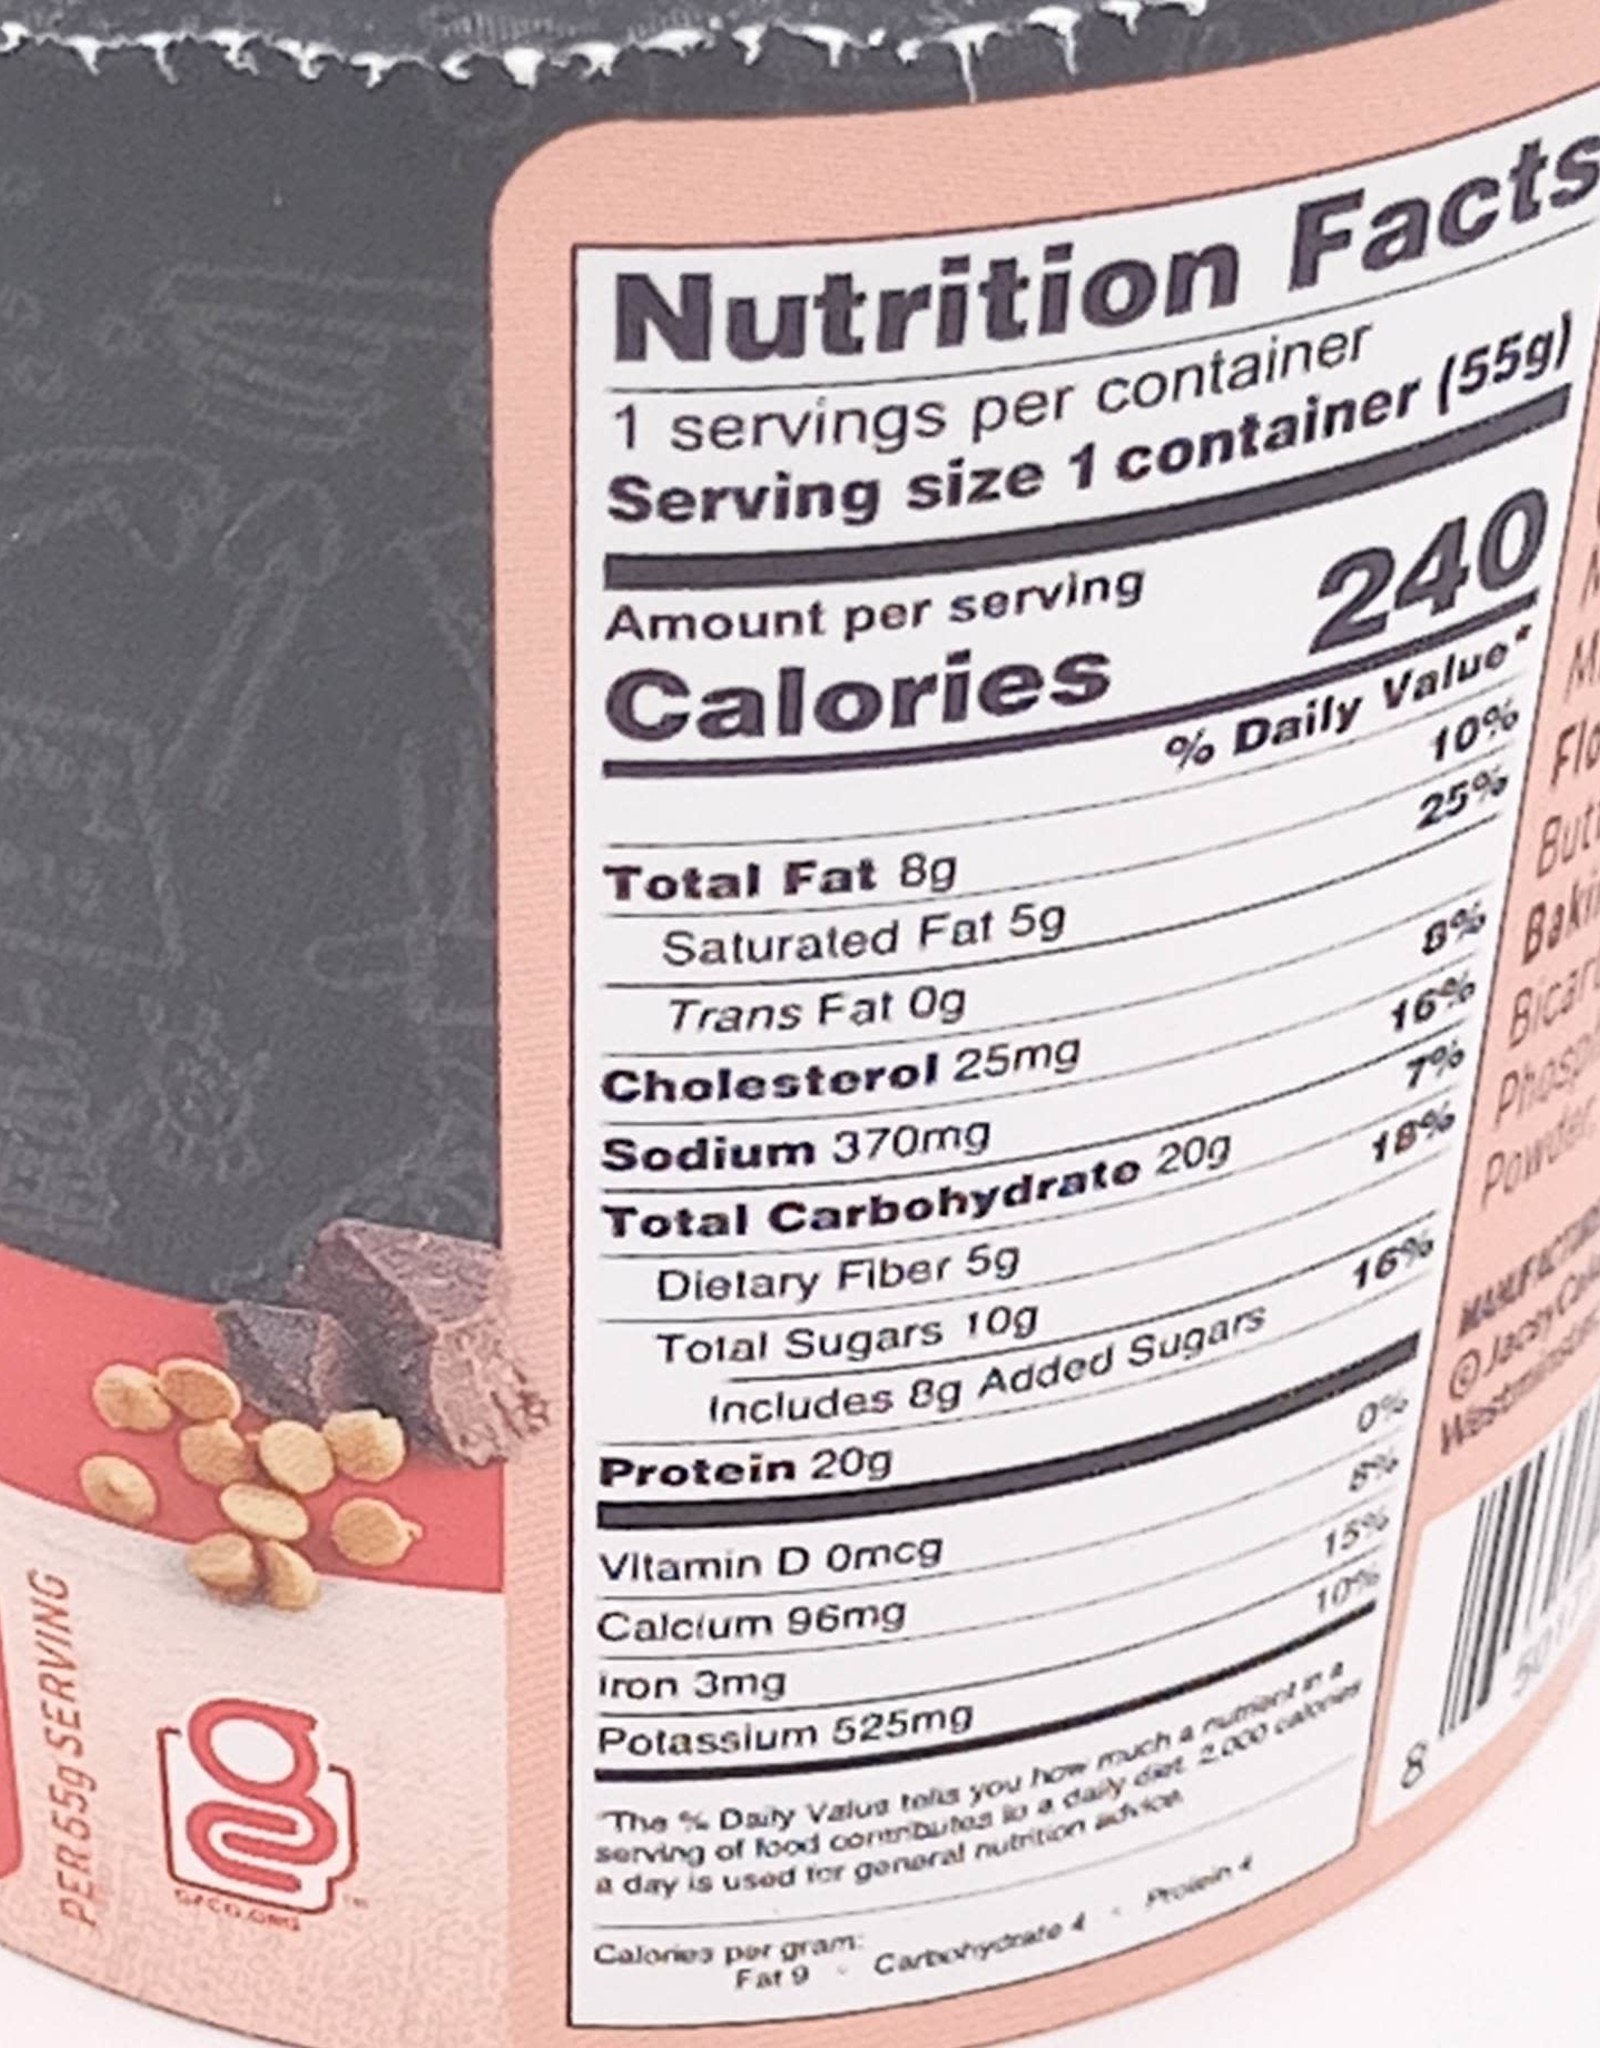 Nutrition Facts
1 servings per container
Serving size 1 container (55g)
Amount per serving
Calories 240
% Daily Value*
Total Fat 8g 10%
Saturated Fat 5g 25%
Trans Fat 0g
Cholesterol 25mg 8%
Sodium 370mg 16%
Total Carbohydrate 20g 7%
Dietary Fiber 5g 18%
Total Sugars 10g
Includes 8g Added Sugars 16%
Protein 20g
Vitamin D 0mcg 0%
Calcium 96mg 8%
Iron 3mg 15%
Potassium 525mg 10%
*The % Daily Value tells you how much a nutrient in a
serving of food contributes to a daily diet. 2,000 calories
a day is used for general nutrition advice.
Calories per gram:
Fat 9 · Carbohydrate 4 · Protein 4
PER 55g SERVING
g
GFCO.ORG
8